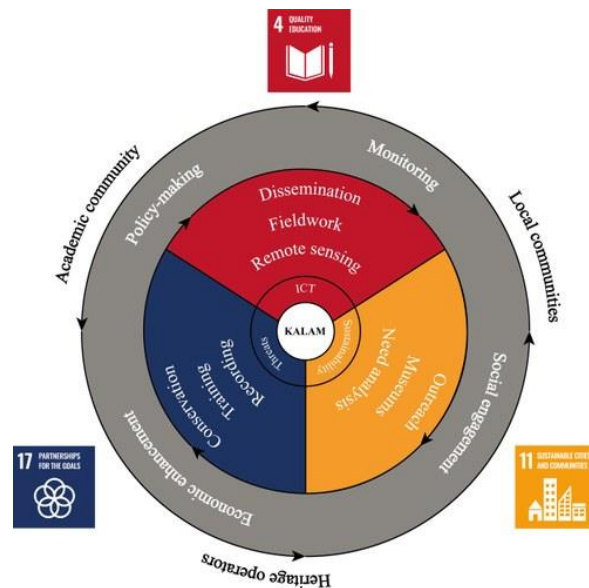 4 QUALITY
EDUCATION
Academic community
Local communities
Heritage operators
Policy-making
Monitoring
Social engagement
Economic enhancement
Dissemination
Fieldwork
Remote sensing
ICT
KALAM
Threats
Sustainability
Recording
Training
Conservation
Need analysis
Museums
Outreach
17 PARTNERSHIPS
FOR THE GOALS
11 SUSTAINABLE CITIES
AND COMMUNITIES